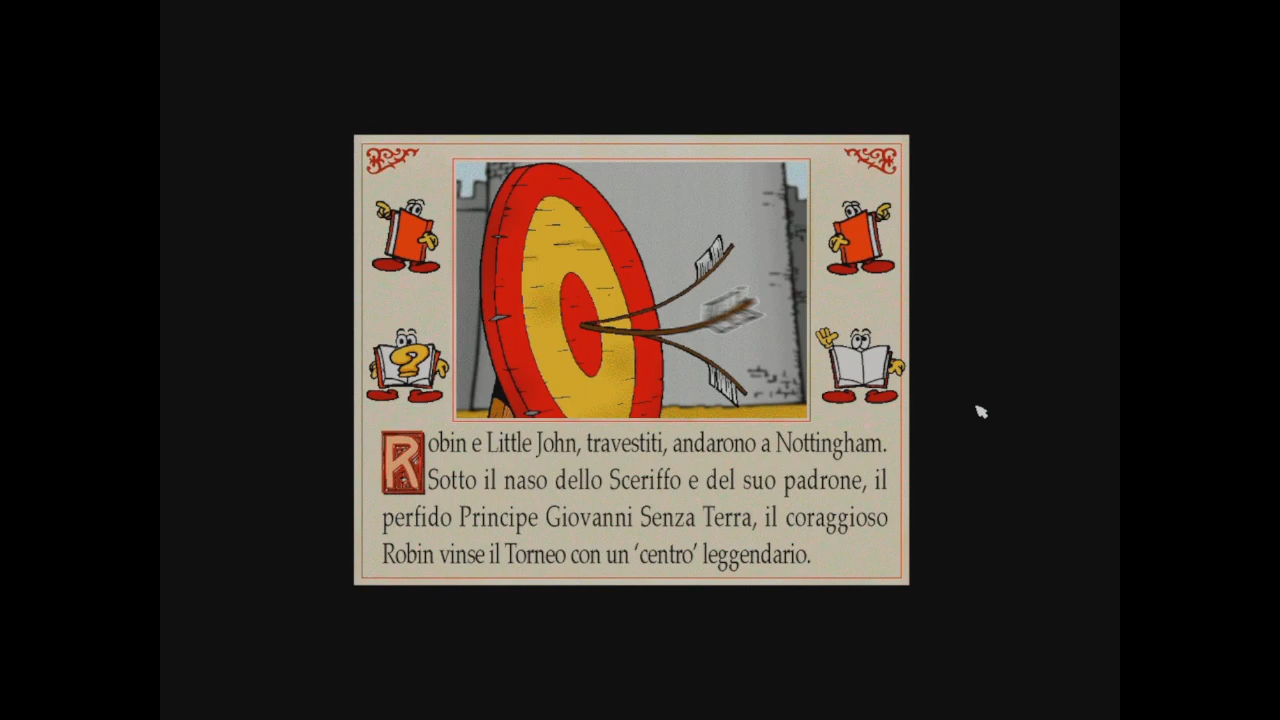 Robin e Little John, travestiti, andarono a Nottingham.
Sotto il naso dello Sceriffo e del suo padrone, il
perfido Principe Giovanni Senza Terra, il coraggioso
Robin vinse il Torneo con un ‘centro’ leggendario.
?